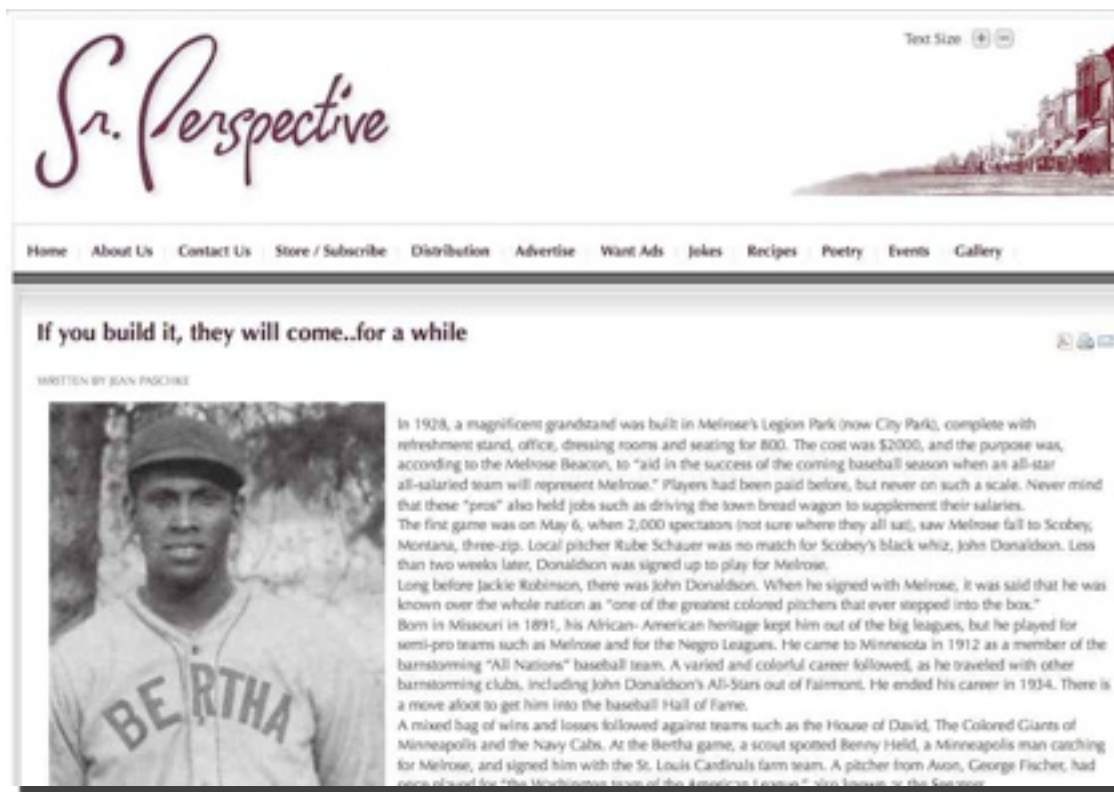 Sr. Perspective
Text Size + −
Home About Us Contact Us Store / Subscribe Distribution Advertise Want Ads Jokes Recipes Poetry Events Gallery
If you build it, they will come..for a while
WRITTEN BY JEAN PASCHKE
In 1928, a magnificent grandstand was built in Melrose's Legion Park (now City Park), complete with
refreshment stand, office, dressing rooms and seating for 800. The cost was $2000, and the purpose was,
according to the Melrose Beacon, to "aid in the success of the coming baseball season when an all-star
all-salaried team will represent Melrose." Players had been paid before, but never on such a scale. Never mind
that these "pros" also held jobs such as driving the town bread wagon to supplement their salaries.
The first game was on May 6, when 2,000 spectators (not sure where they all sat), saw Melrose fall to Scobey,
Montana, three-zip. Local pitcher Rube Schauer was no match for Scobey's black whiz, John Donaldson. Less
than two weeks later, Donaldson was signed up to play for Melrose.
Long before Jackie Robinson, there was John Donaldson. When he signed with Melrose, it was said that he was
known over the whole nation as "one of the greatest colored pitchers that ever stepped into the box."
Born in Missouri in 1891, his African- American heritage kept him out of the big leagues, but he played for
semi-pro teams such as Melrose and for the Negro Leagues. He came to Minnesota in 1912 as a member of the
barnstorming "All Nations" baseball team. A varied and colorful career followed, as he traveled with other
barnstorming clubs, including John Donaldson's All-Stars out of Fairmont. He ended his career in 1934. There is
a move afoot to get him into the baseball Hall of Fame.
A mixed bag of wins and losses followed against teams such as the House of David, The Colored Giants of
Minneapolis and the Navy Cabs. At the Bertha game, a scout spotted Benny Held, a Minneapolis man catching
for Melrose, and signed him with the St. Louis Cardinals farm team. A pitcher from Avon, George Fischer, had
once played for "the Washington team of the American League," also known as the Senators.
BERTHA